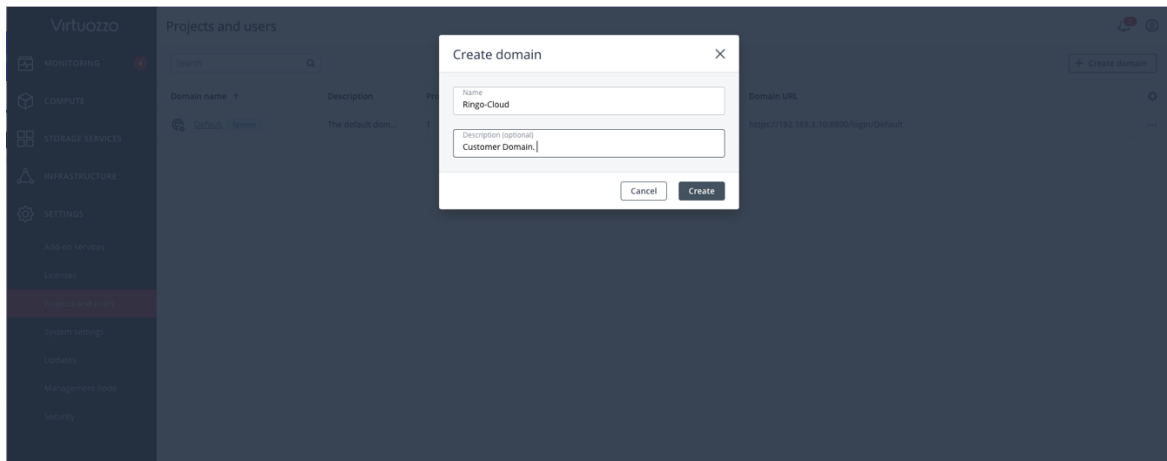 Virtuozzo
Projects and users
MONITORING
Search
+ Create domain
COMPUTE
Domain name ↑ Description Domain URL
Default
The default dom... 1
https://192.168.3.10:8800/login/Default
STORAGE SERVICES
INFRASTRUCTURE
SETTINGS
Add-on services
Licenses
Projects and users
System settings
Updates
Management node
Security
Create domain
Name
Ringo-Cloud
Description (optional)
Customer Domain.
Cancel Create